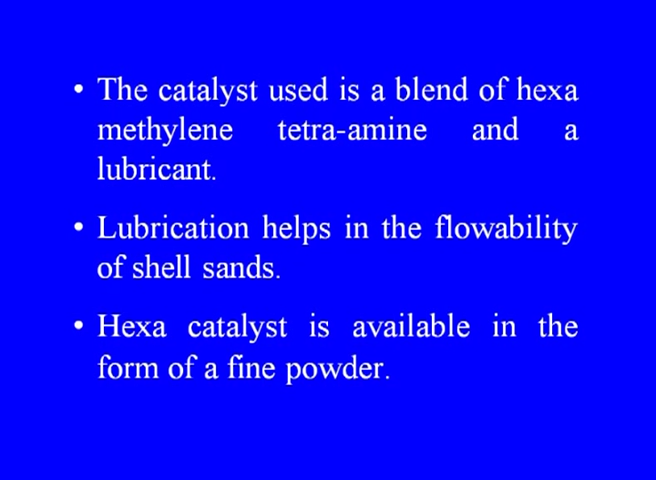 • The catalyst used is a blend of hexa
methylene tetra-amine and a
lubricant.
• Lubrication helps in the flowability
of shell sands.
• Hexa catalyst is available in the
form of a fine powder.